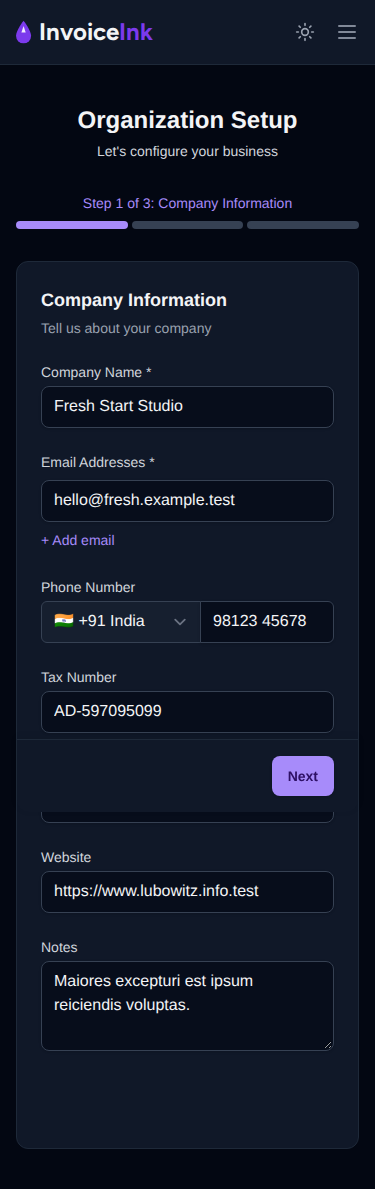 InvoiceInk
Organization Setup
Let's configure your business
Step 1 of 3: Company Information
Company Information
Tell us about your company
Company Name *
Fresh Start Studio
Email Addresses *
hello@fresh.example.test
+ Add email
Phone Number
🇮🇳 +91 India
98123 45678
Tax Number
AD-597095099
Next
Website
https://www.lubowitz.info.test
Notes
Maiores excepturi est ipsum
reiciendis voluptas.